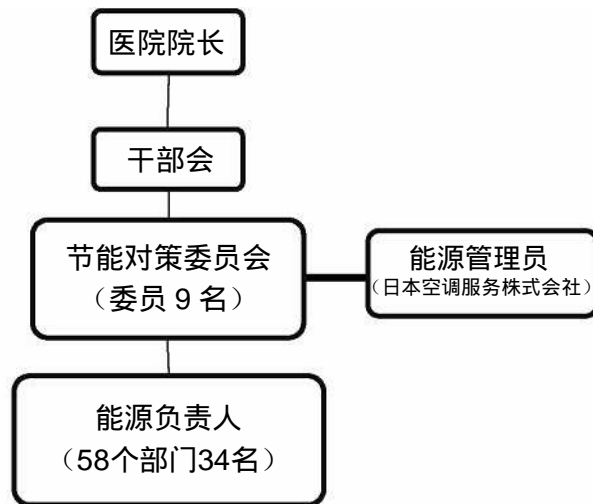 医院院长
干部会
节能对策委员会
（委员 9 名）
能源管理员
（日本空调服务株式会社）
能源负责人
（58个部门34名）